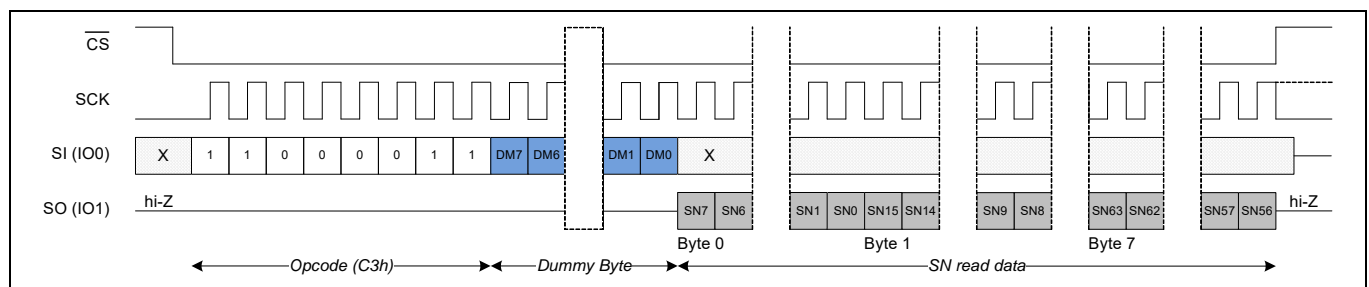 CS
SCK
SI (IO0) X 1 1 0 0 0 0 1 1 DM7 DM6 DM1 DM0 X
SO (IO1) hi-Z SN7 SN6 SN1 SN0 SN15 SN14 SN9 SN8 SN63 SN62 SN57 SN56 hi-Z
Byte 0 Byte 1 Byte 7
Opcode (C3h) Dummy Byte SN read data